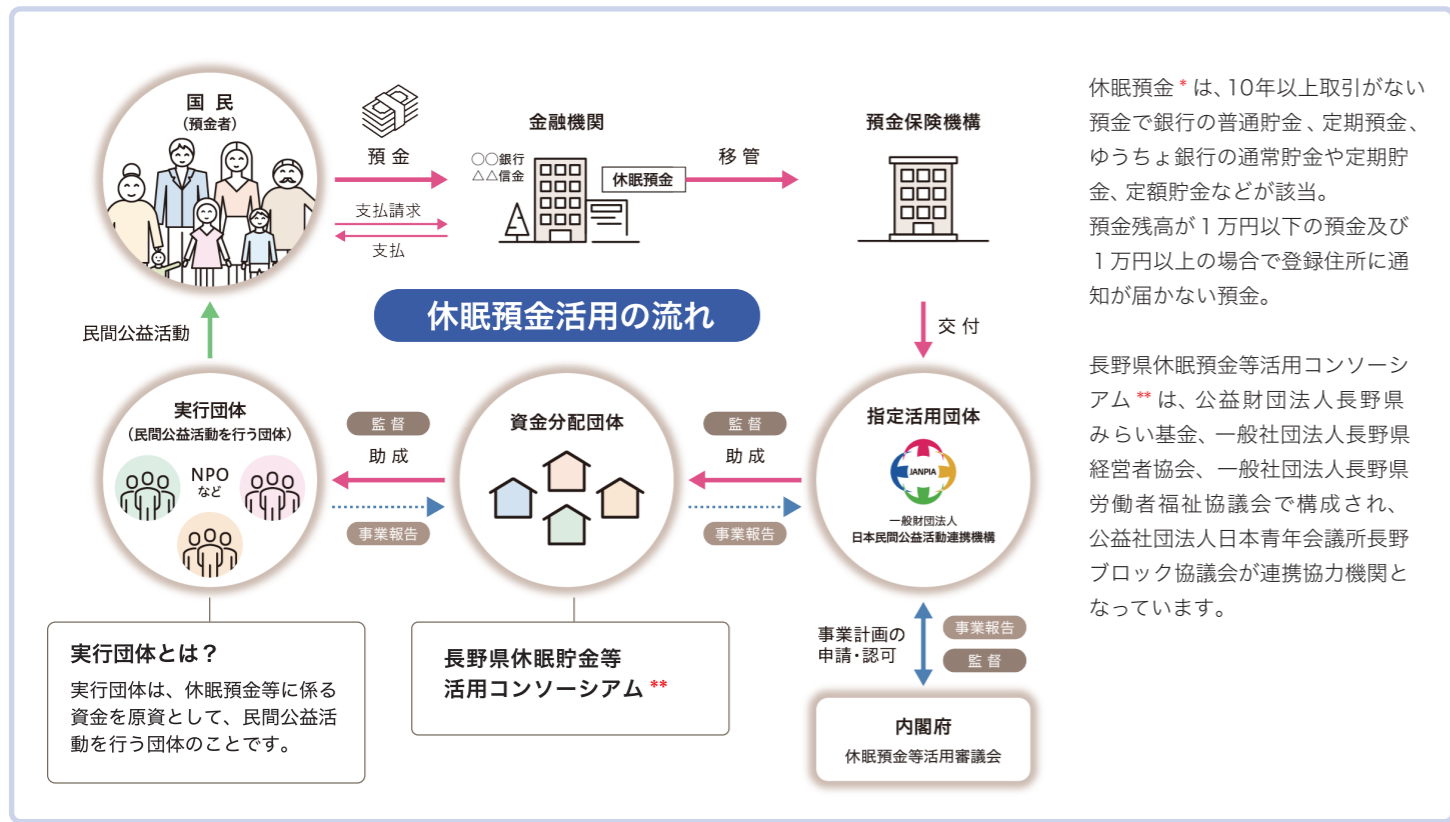 国 民
(預金者)
預 金
支払請求
支払
金融機関
○○銀行
△△信金
休眠預金
移 管
預金保険機構
休眠預金活用の流れ
民間公益活動
交 付
実行団体
(民間公益活動を行う団体)
NPO
など
監 督
助 成
事業報告
資金分配団体
監 督
助 成
事業報告
指定活用団体
JANPIA
一般財団法人
日本民間公益活動連携機構
事業計画の
申請・認可
事業報告
監 督
内閣府
休眠預金等活用審議会
実行団体とは？
実行団体は、休眠預金等に係る
資金を原資として、民間公益活
動を行う団体のことです。
長野県休眠貯金等
活用コンソーシアム **
休眠預金 * は、10年以上取引がない
預金で銀行の普通貯金、定期預金、
ゆうちょ銀行の通常貯金や定期貯
金、定額貯金などが該当。
預金残高が１万円以下の預金及び
１万円以上の場合で登録住所に通
知が届かない預金。
長野県休眠預金等活用コンソーシ
アム ** は、公益財団法人長野県
みらい基金、一般社団法人長野県
経営者協会、一般社団法人長野県
労働者福祉協議会で構成され、
公益社団法人日本青年会議所長野
ブロック協議会が連携協力機関と
なっています。